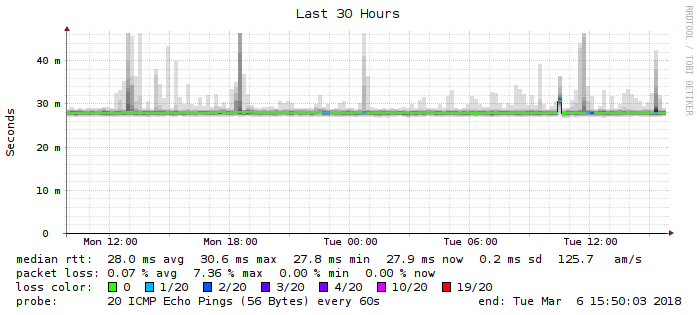 Last 30 Hours
RRDTOOL / TOBI OETIKER
Seconds
40 m
30 m
20 m
10 m
0
Mon 12:00 Mon 18:00 Tue 00:00 Tue 06:00 Tue 12:00
median rtt: 28.0 ms avg 30.6 ms max 27.8 ms min 27.9 ms now 0.2 ms sd 125.7 am/s
packet loss: 0.07 % avg 7.36 % max 0.00 % min 0.00 % now
loss color: 0 1/20 2/20 3/20 4/20 10/20 19/20
probe: 20 ICMP Echo Pings (56 Bytes) every 60s end: Tue Mar 6 15:50:03 2018